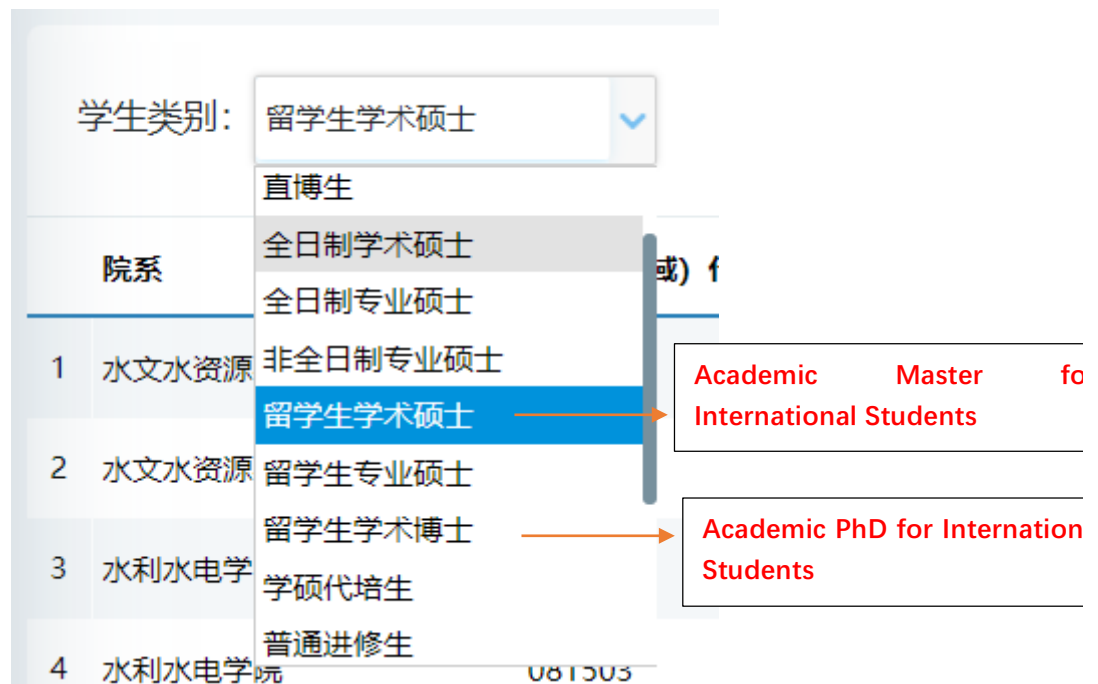 学生类别：
留学生学术硕士
直博生
全日制学术硕士
院系
域)
全日制专业硕士
非全日制专业硕士
1
水文水资源
Academic Master fo
International Students
留学生学术硕士
2
水文水资源
留学生专业硕士
留学生学术博士
Academic PhD for Internation
Students
3
水利水电学
学硕代培生
普通进修生
4
水利水电学院
081503